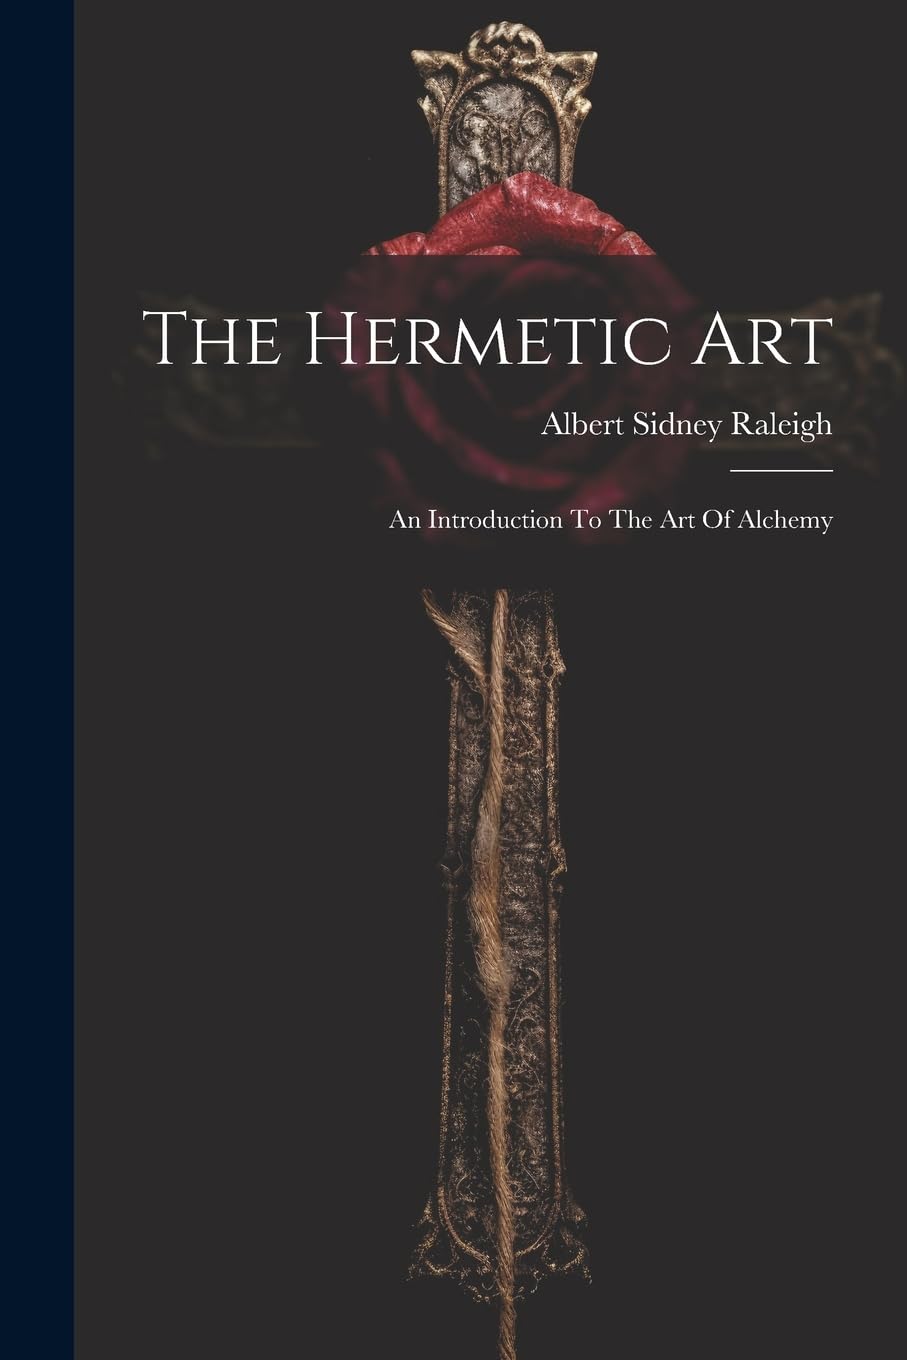 The Hermetic Art
Albert Sidney Raleigh
An Introduction To The Art Of Alchemy